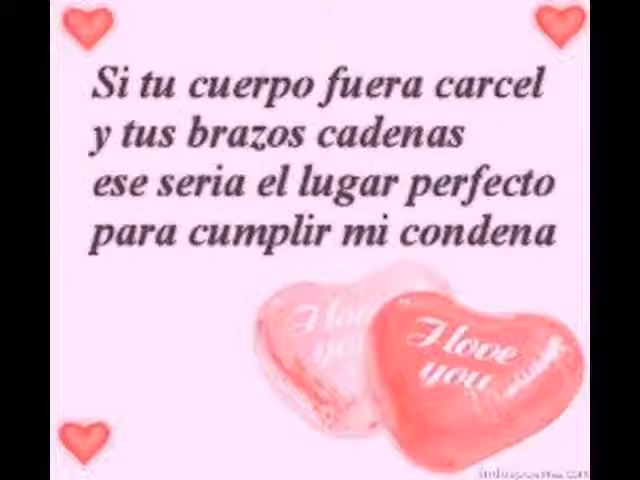 Si tu cuerpo fuera carcel
y tus brazos cadenas
ese seria el lugar perfecto
para cumplir mi condena
I love
you
I love
you